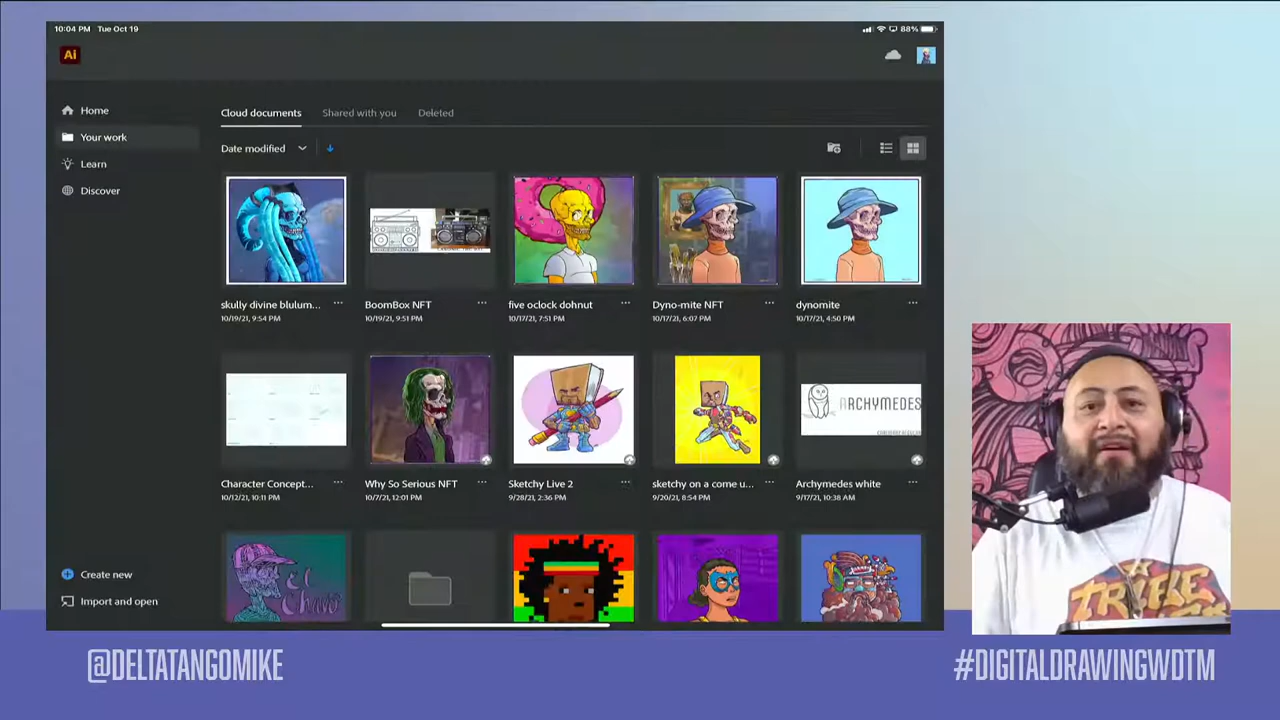 10:04 PM Tue Oct 19
88%
Ai
Home
Your work
Learn
Discover
Cloud documents Shared with you Deleted
Date modified
skully divine blulum... BoomBox NFT five oclock dohnut Dyno-mite NFT dynomite
10/19/21, 9:54 PM 10/19/21, 9:51 PM 10/17/21, 7:51 PM 10/17/21, 6:07 PM 10/17/21, 4:50 PM
ARCHYMEDES
Character Concept... Why So Serious NFT Sketchy Live 2 sketchy on a come u... Archymedes white
10/12/21, 10:11 PM 10/7/21, 12:01 PM 9/28/21, 2:36 PM 9/20/21, 8:54 PM 9/17/21, 10:38 AM
El Chavo
Create new
Import and open
TRIBE
@DELTATANGOMIKE
#DIGITALDRAWINGWDTM